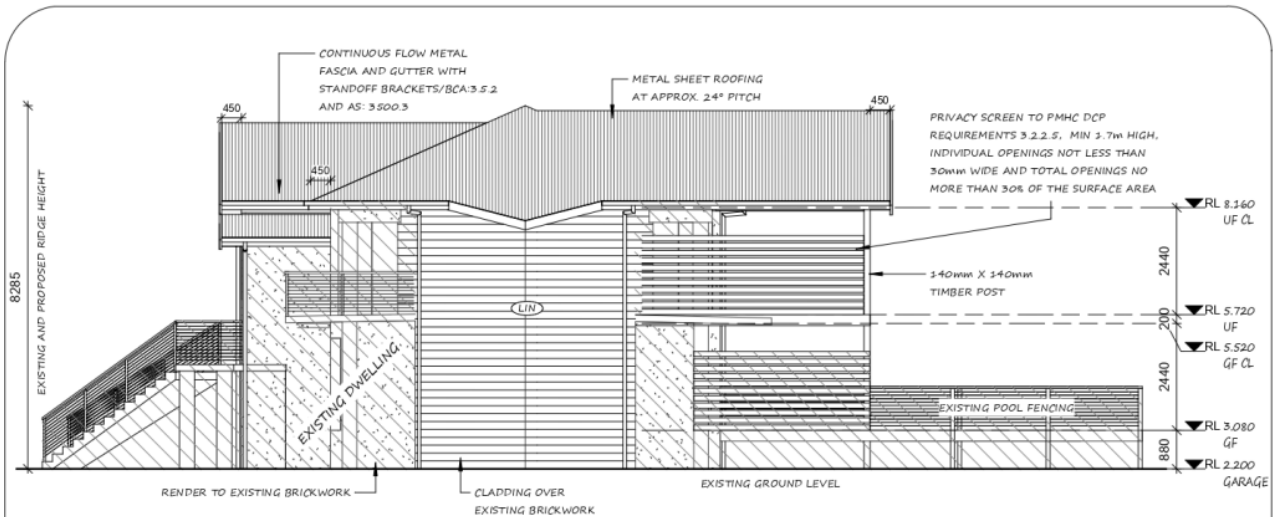 CONTINUOUS FLOW METAL
FASCIA AND GUTTER WITH
STANDOFF BRACKETS/BCA:3.5.2
AND AS: 3500.3
METAL SHEET ROOFING
AT APPROX. 24° PITCH
450
450
450
PRIVACY SCREEN TO PMHC DCP
REQUIREMENTS 3.2.2.5, MIN 1.7m HIGH,
INDIVIDUAL OPENINGS NOT LESS THAN
30mm WIDE AND TOTAL OPENINGS NO
MORE THAN 30% OF THE SURFACE AREA
EXISTING AND PROPOSED RIDGE HEIGHT
8285
RL 8.160
UF CL
2440
140mm X 140mm
TIMBER POST
LIN
RL 5.720
UF
200
RL 5.520
GF CL
2440
EXISTING DWELLING
EXISTING POOL FENCING
RL 3.080
GF
880
RL 2.200
GARAGE
EXISTING GROUND LEVEL
RENDER TO EXISTING BRICKWORK
CLADDING OVER
EXISTING BRICKWORK